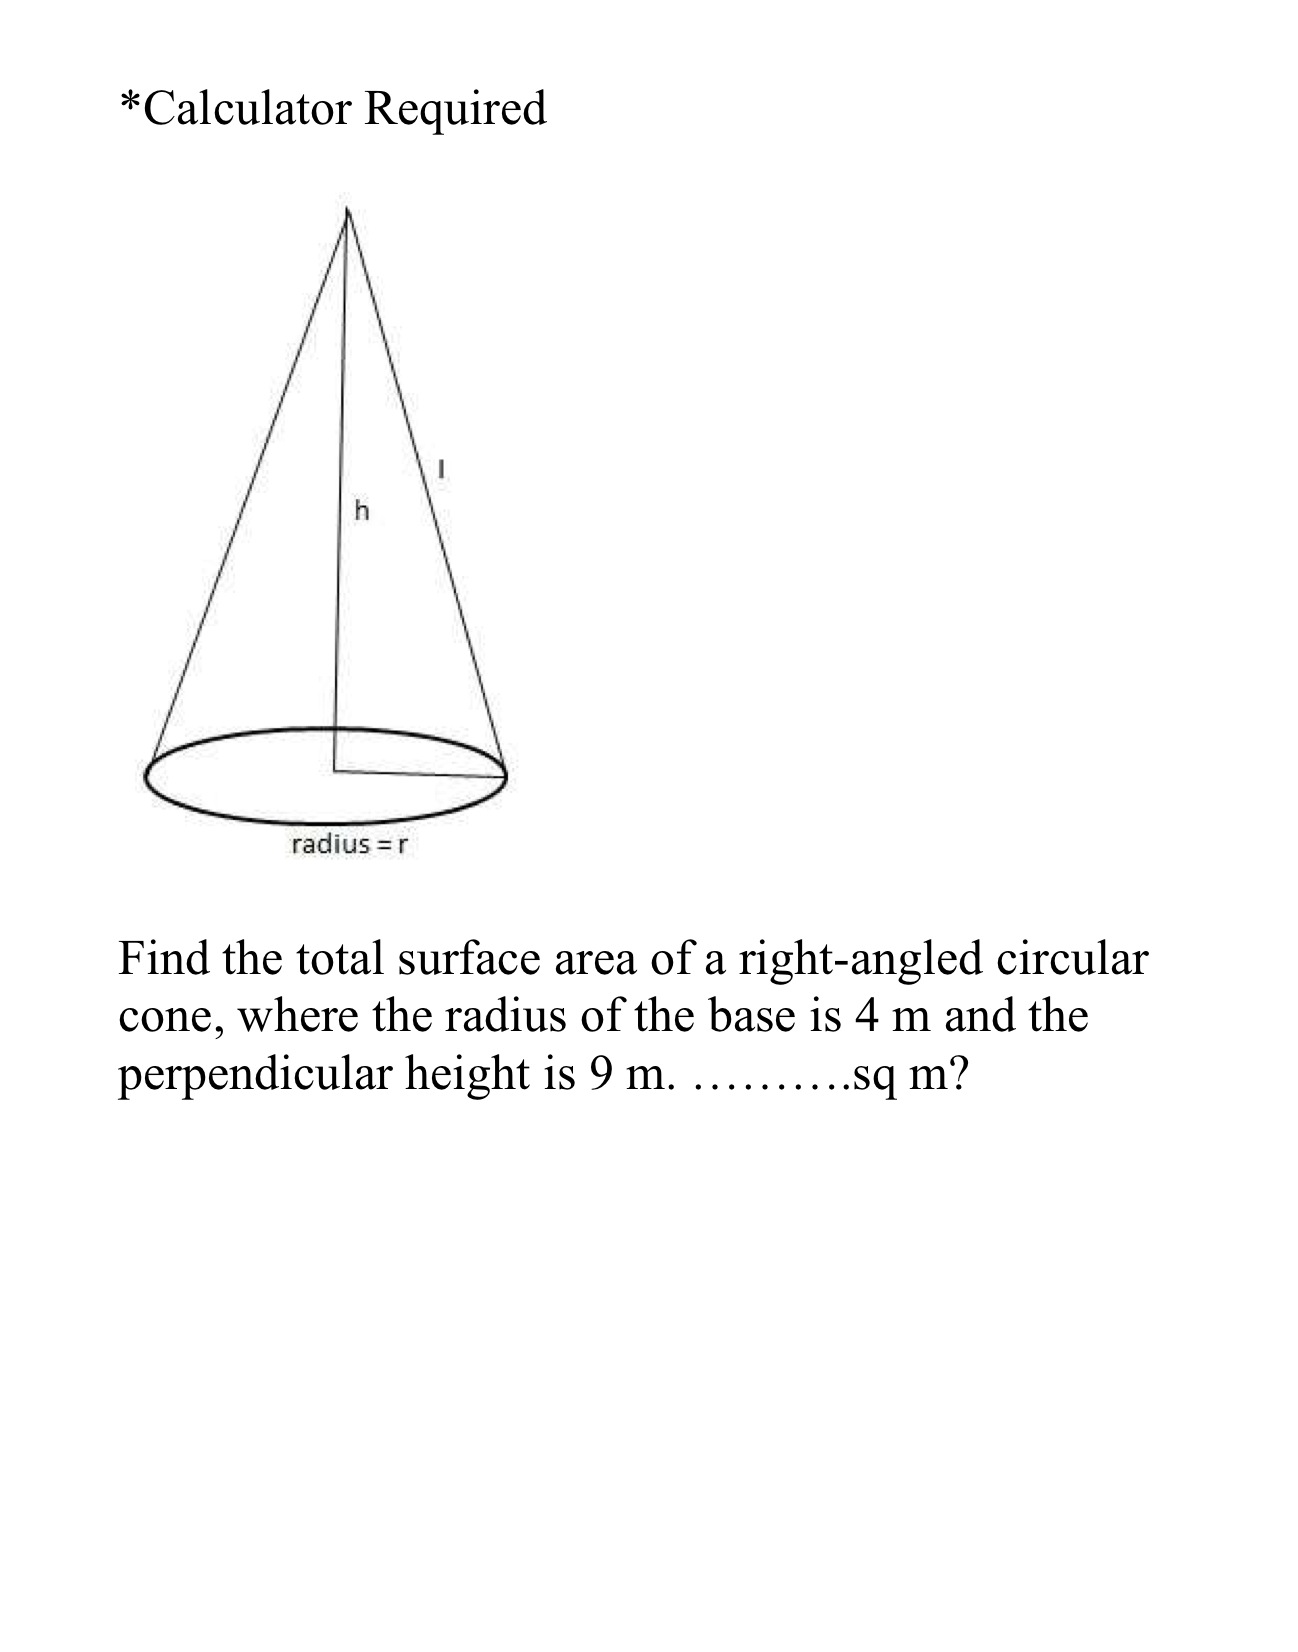 *Calculator Required
l
h
radius = r
Find the total surface area of a right-angled circular
cone, where the radius of the base is 4 m and the
perpendicular height is 9 m. ……….sq m?